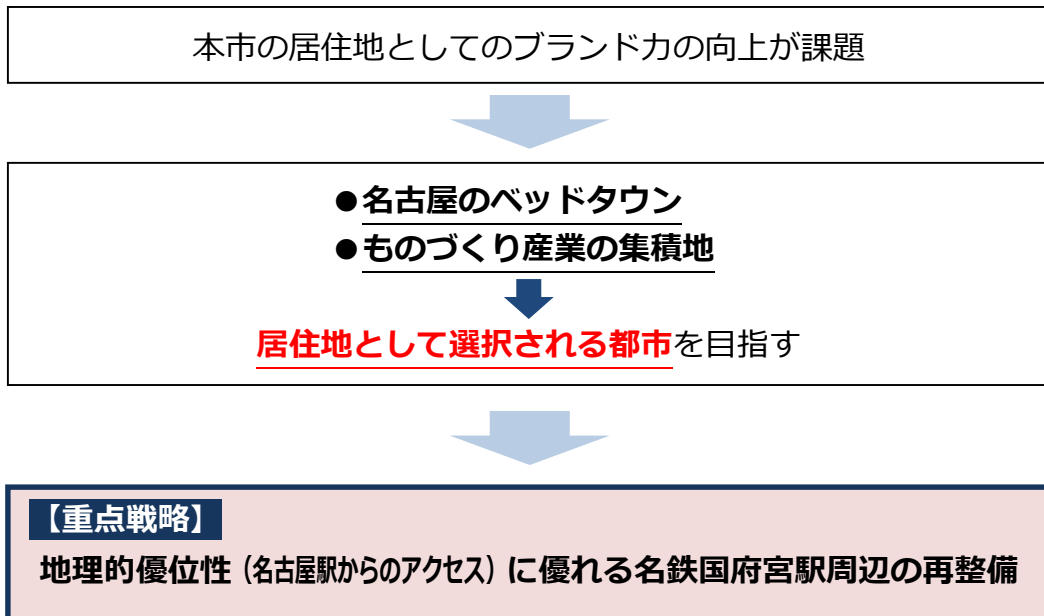 本市の居住地としてのブランド力の向上が課題
●名古屋のベッドタウン
●ものづくり産業の集積地
居住地として選択される都市を目指す
【重点戦略】
地理的優位性（名古屋駅からのアクセス）に優れる名鉄国府宮駅周辺の再整備